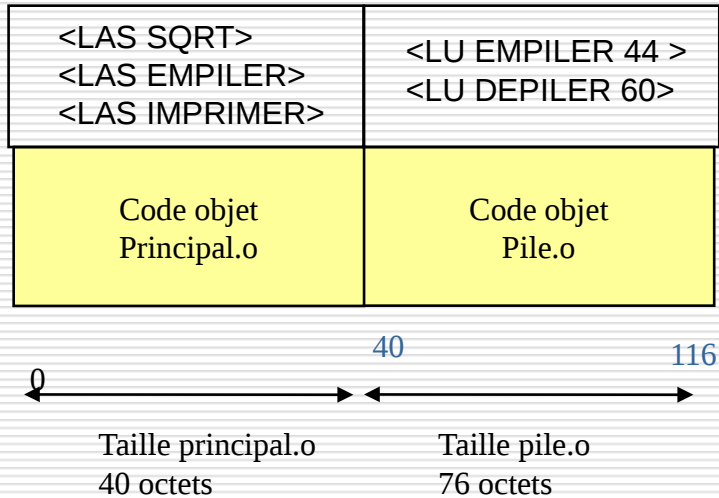 <LAS SQRT>
<LAS EMPILER>
<LAS IMPRIMER>
<LU EMPILER 44 >
<LU DEPILER 60>
Code objet
Principal.o
Code objet
Pile.o
0
40
116
Taille principal.o
40 octets
Taille pile.o
76 octets